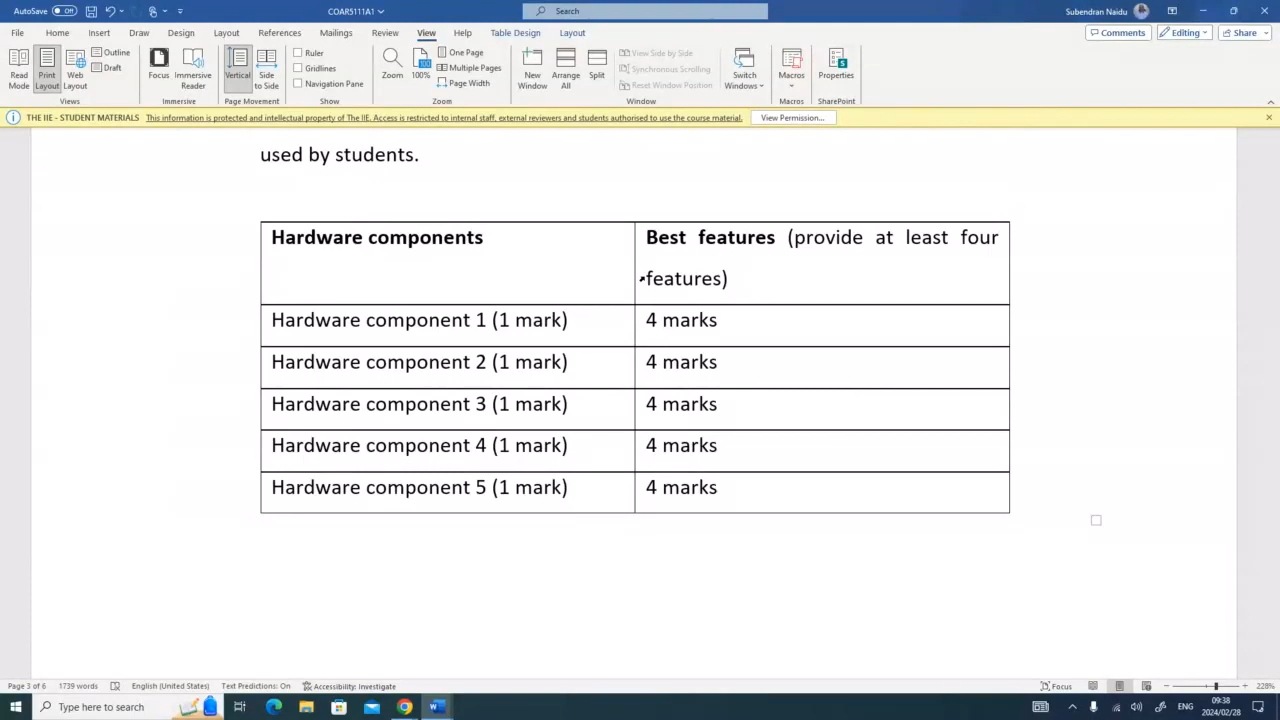 AutoSave Off COAR5111A1 Search Subendran Naidu
File Home Insert Draw Design Layout References Mailings Review View Help Table Design Layout Comments Editing Share
Read Mode Print Layout Web Layout Outline Draft Focus Immersive Reader Vertical Side to Side Ruler Gridlines Navigation Pane Zoom 100% One Page Multiple Pages Page Width New Window Arrange All Split View Side by Side Synchronous Scrolling Reset Window Position Switch Windows Macros Properties
Views Immersive Page Movement Show Zoom Window Macros SharePoint
THE IIE - STUDENT MATERIALS This information is protected and intellectual property of The IIE. Access is restricted to internal staff, external reviewers and students authorised to use the course material. View Permission...
used by students.
Hardware components Best features (provide at least four
features)
Hardware component 1 (1 mark) 4 marks
Hardware component 2 (1 mark) 4 marks
Hardware component 3 (1 mark) 4 marks
Hardware component 4 (1 mark) 4 marks
Hardware component 5 (1 mark) 4 marks
Page 3 of 6 1739 words English (United States) Text Predictions: On Accessibility: Investigate Focus 228%
Type here to search ENG 09:38
2024/02/28